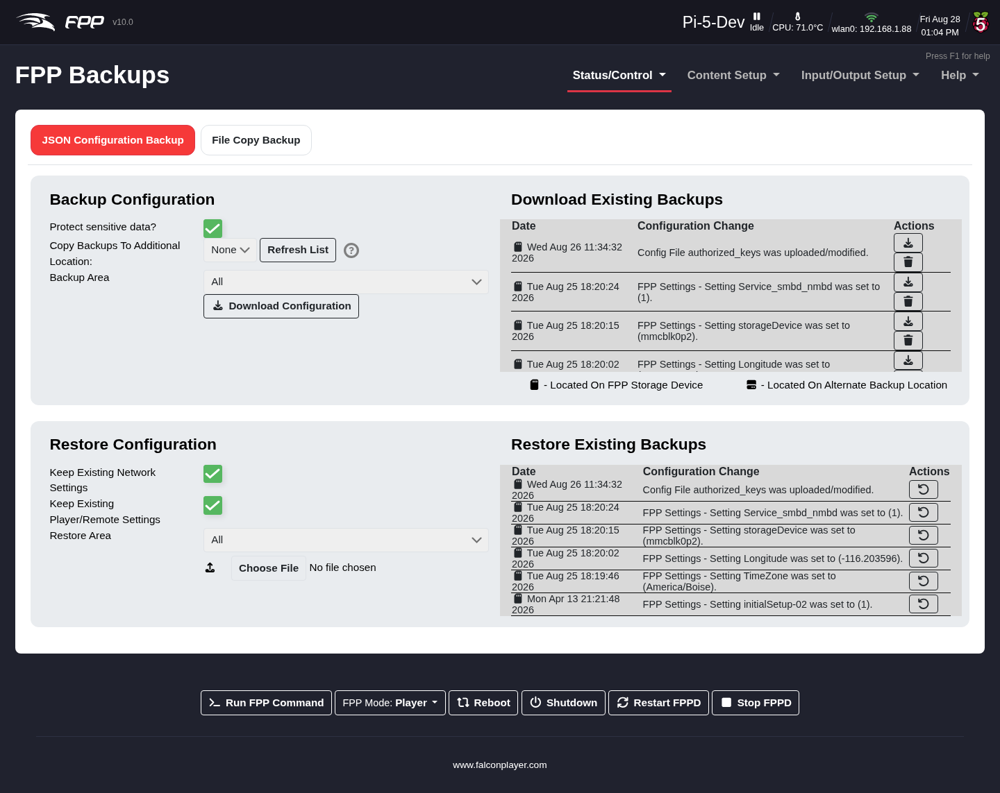 FPP v10.0
Pi-5-Dev
Idle
CPU: 71.0°C
wlan0: 192.168.1.88
Fri Aug 28
01:04 PM
5
Press F1 for help
FPP Backups
Status/Control
Content Setup
Input/Output Setup
Help
JSON Configuration Backup
File Copy Backup
Backup Configuration
Protect sensitive data?
Copy Backups To Additional
Location:
None
Refresh List
?
Backup Area
All
Download Configuration
Download Existing Backups
Date Configuration Change Actions
Wed Aug 26 11:34:32
2026
Config File authorized_keys was uploaded/modified.
Tue Aug 25 18:20:24
2026
FPP Settings - Setting Service_smbd_nmbd was set to
(1).
Tue Aug 25 18:20:15
2026
FPP Settings - Setting storageDevice was set to
(mmcblk0p2).
Tue Aug 25 18:20:02
FPP Settings - Setting Longitude was set to
- Located On FPP Storage Device
- Located On Alternate Backup Location
Restore Configuration
Keep Existing Network
Settings
Keep Existing
Player/Remote Settings
Restore Area
All
Choose File No file chosen
Restore Existing Backups
Date Configuration Change Actions
Wed Aug 26 11:34:32
2026
Config File authorized_keys was uploaded/modified.
Tue Aug 25 18:20:24
2026
FPP Settings - Setting Service_smbd_nmbd was set to (1).
Tue Aug 25 18:20:15
2026
FPP Settings - Setting storageDevice was set to
(mmcblk0p2).
Tue Aug 25 18:20:02
2026
FPP Settings - Setting Longitude was set to (-116.203596).
Tue Aug 25 18:19:46
2026
FPP Settings - Setting TimeZone was set to
(America/Boise).
Mon Apr 13 21:21:48
2026
FPP Settings - Setting initialSetup-02 was set to (1).
Run FPP Command
FPP Mode: Player
Reboot
Shutdown
Restart FPPD
Stop FPPD
www.falconplayer.com